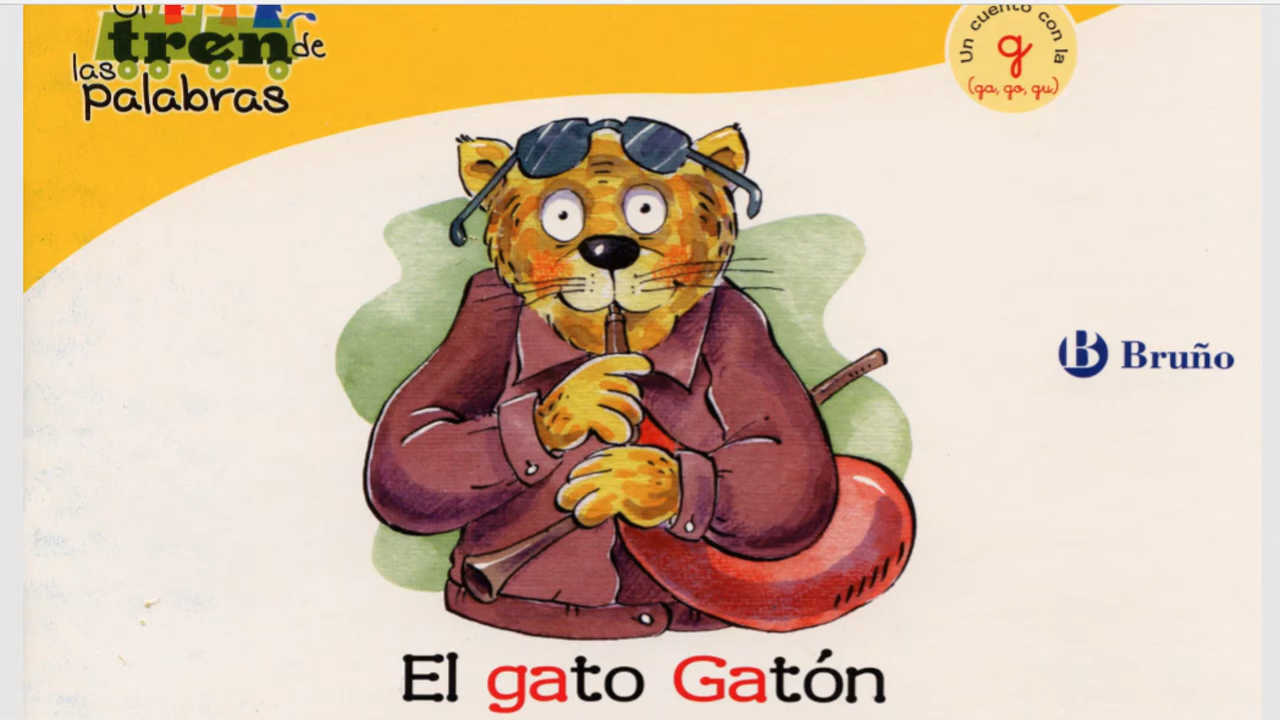 tren de
las
palabras
Un cuento con la
g
(ga, go, gu)
Bruño
El gato Gatón